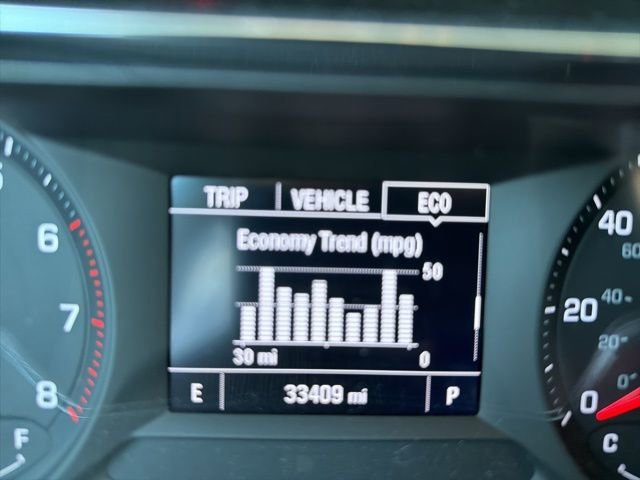 TRIP VEHICLE ECO
Economy Trend (mpg)
50
30 mi 0
E 33409 mi P
6
7
8
F
40
60
20
40
20
0
0
C